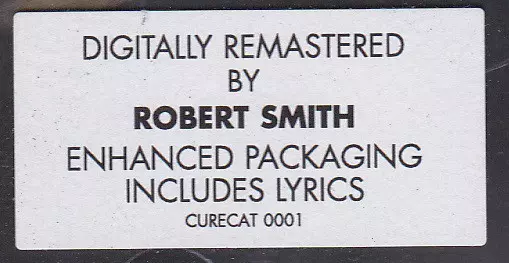 DIGITALLY REMASTERED
BY
ROBERT SMITH
ENHANCED PACKAGING
INCLUDES LYRICS
CURECAT 0001